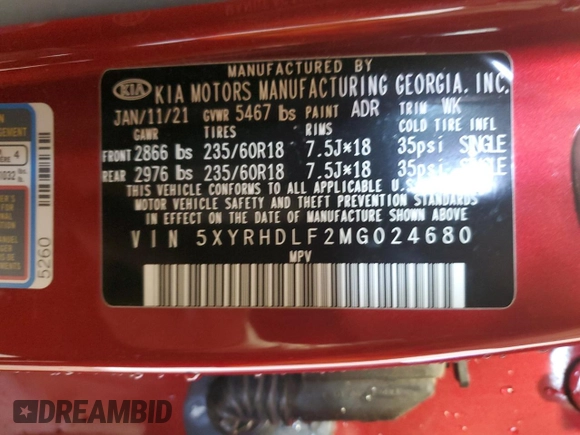 MANUFACTURED BY
KIA KIA MOTORS MANUFACTURING GEORGIA, INC.
JAN/11/21 GVWR 5467 lbs PAINT ADR TRIM WK
GAWR TIRES RIMS COLD TIRE INFL
FRONT 2866 lbs 235/60R18 7.5J*18 35psi SINGLE
REAR 2976 lbs 235/60R18 7.5J*18 35psi SINGLE
THIS VEHICLE CONFORMS TO ALL APPLICABLE U.S.
MOTOR VEHICLE SAFETY AND THEFT PREVENTION STANDARDS
IN EFFECT ON THE DATE OF MANUFACTURE SHOWN ABOVE
VIN 5XYRHDLF2MG024680
MPV
4
5260
DREAMBID